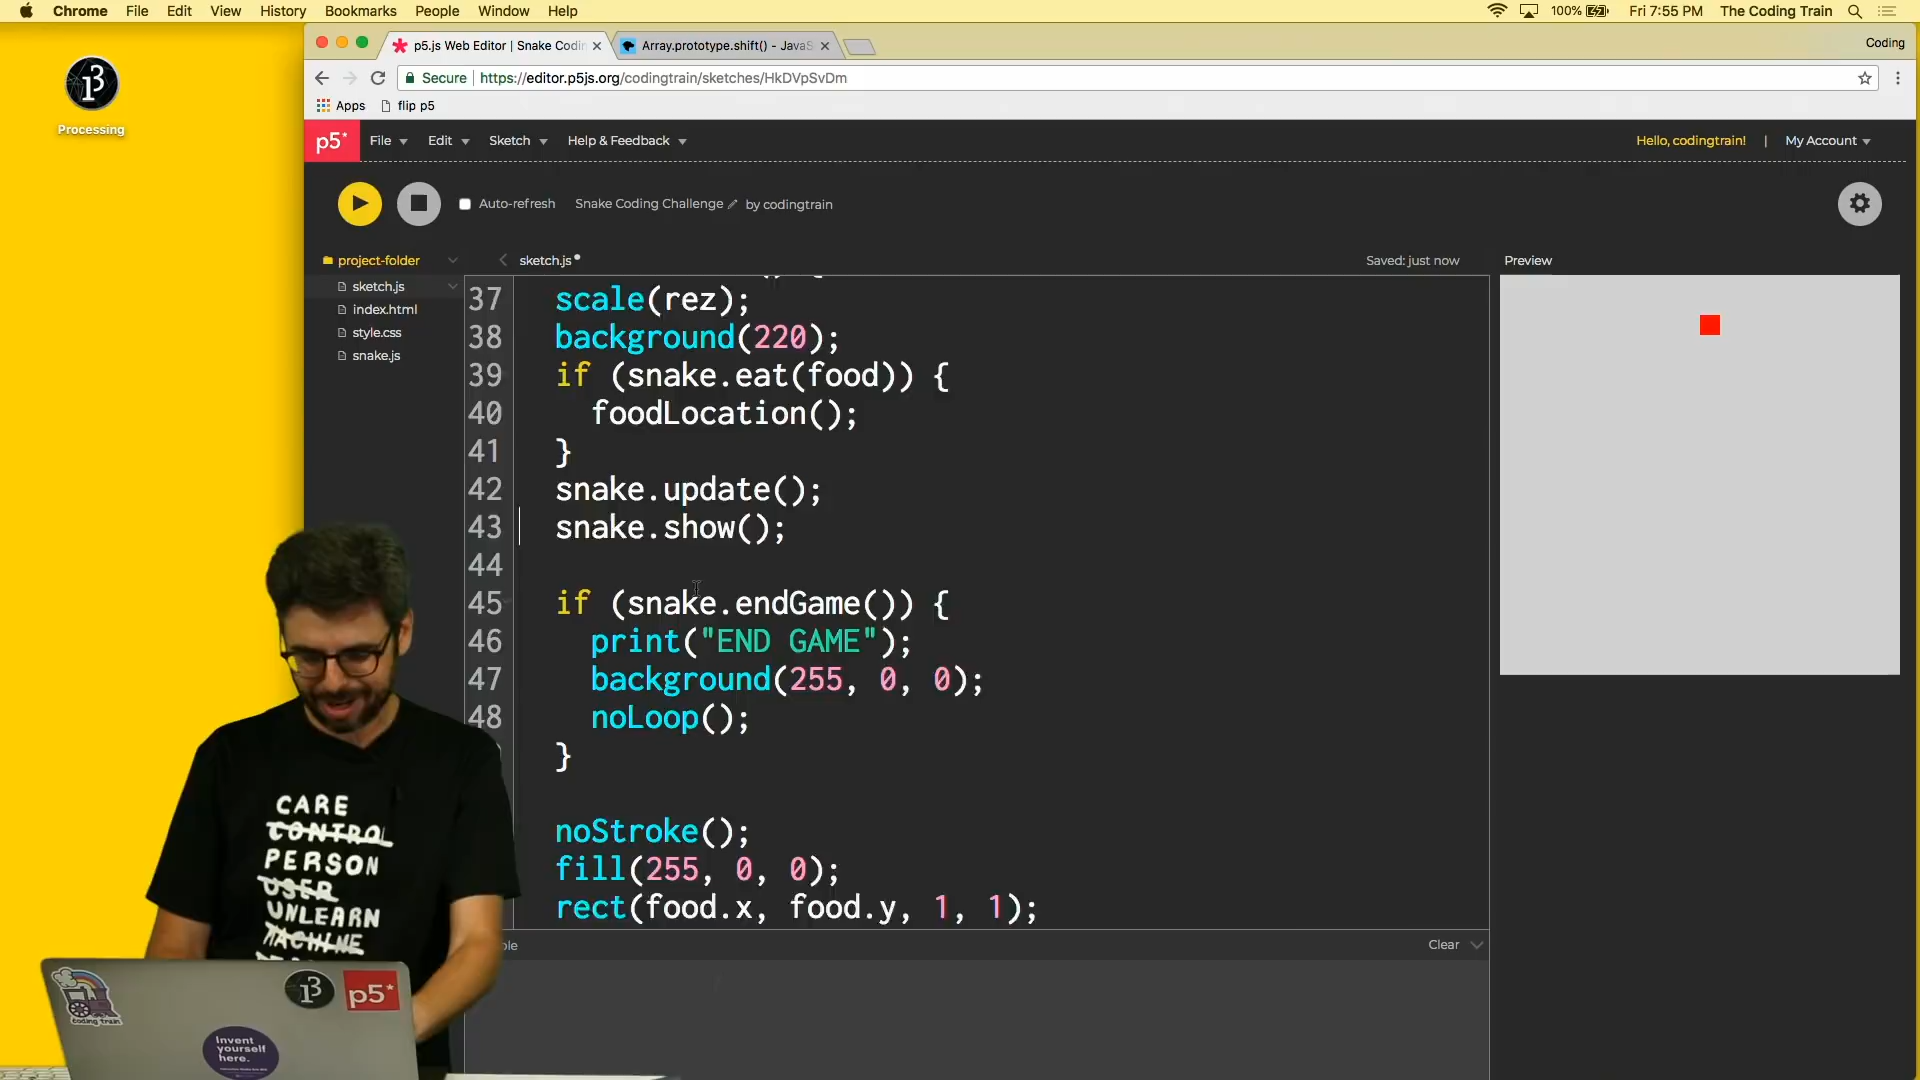 Chrome File Edit View History Bookmarks People Window Help
100% Fri 7:55 PM The Coding Train
p5.js Web Editor | Snake Codin
Array.prototype.shift() - JavaS
Coding
Secure | https://editor.p5js.org/codingtrain/sketches/HkDVpSvDm
Apps flip p5
Processing
p5* File Edit Sketch Help & Feedback
Hello, codingtrain! | My Account
Auto-refresh Snake Coding Challenge by codingtrain
project-folder
sketch.js
index.html
style.css
snake.js
sketch.js
Saved: just now
Preview
37 scale(rez);
38 background(220);
39 if (snake.eat(food)) {
40 foodLocation();
41 }
42 snake.update();
43 snake.show();
44
45 if (snake.endGame()) {
46 print("END GAME");
47 background(255, 0, 0);
48 noLoop();
}
noStroke();
fill(255, 0, 0);
rect(food.x, food.y, 1, 1);
Clear
CARE
CONTROL
PERSON
USER
UNLEARN
MACHINE
p5*
coding train
Invent
yourself
here.